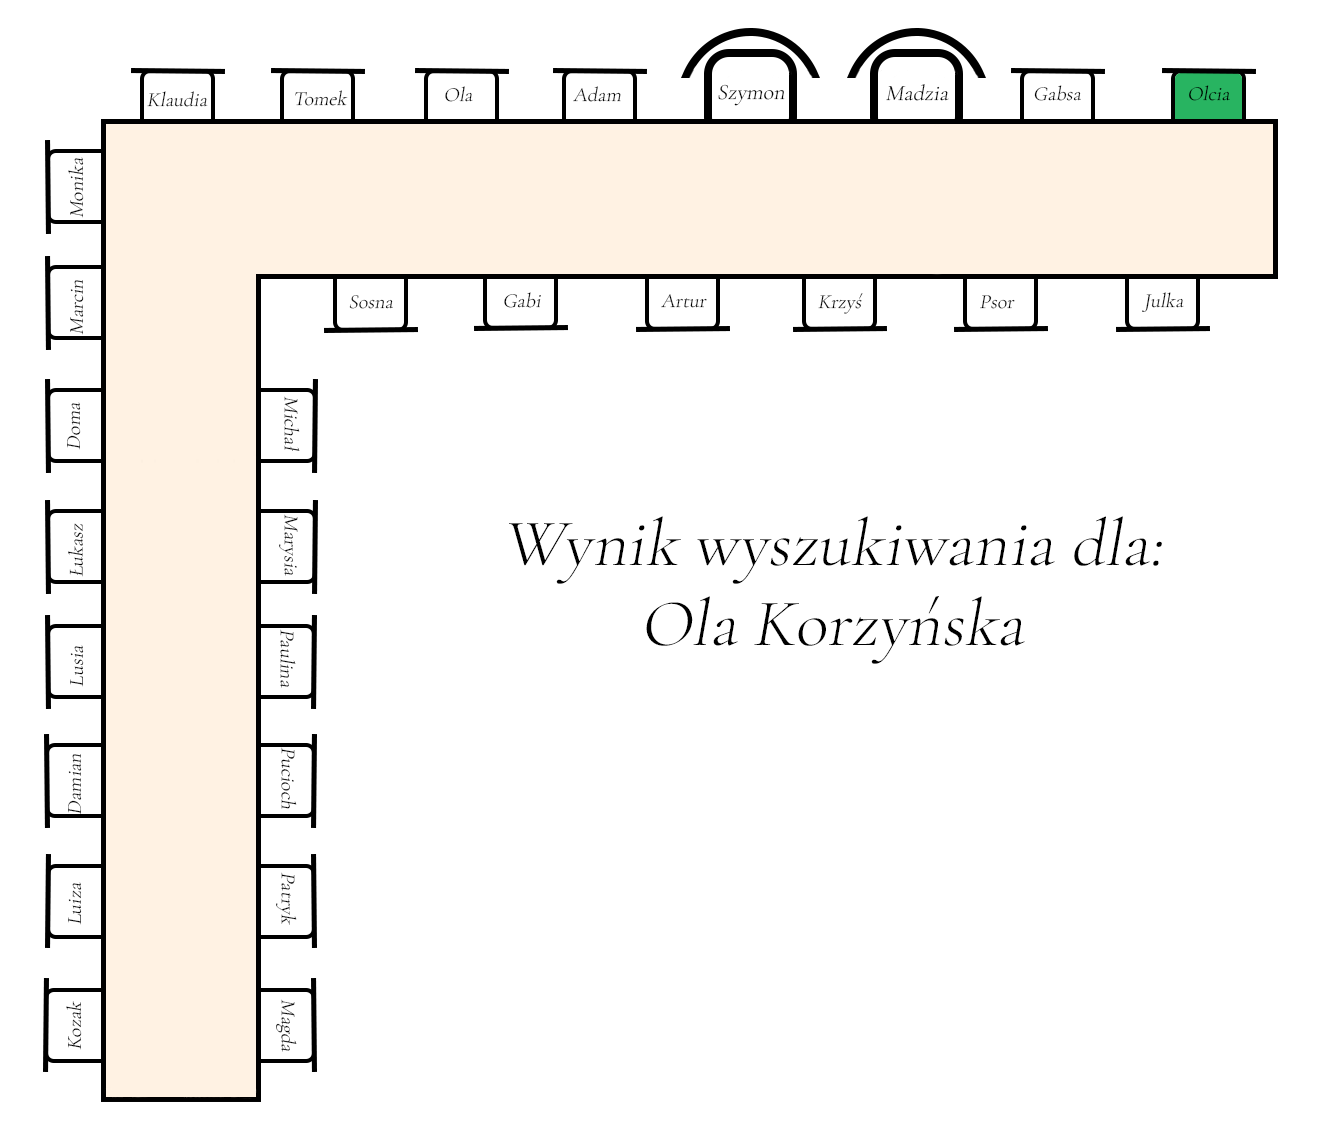 Klaudia
Tomek
Ola
Adam
Szymon
Madzia
Gabsa
Olcia
Monika
Marcin
Doma
Łukasz
Lusia
Damian
Luiza
Kozak
Sosna
Gabi
Artur
Krzyś
Psor
Julka
Michał
Marysia
Paulina
Pucioch
Patryk
Magda
Wynik wyszukiwania dla:
Ola Korzyńska